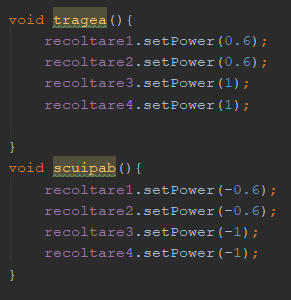 void tragea(){
    recoltare1.setPower(0.6);
    recoltare2.setPower(0.6);
    recoltare3.setPower(1);
    recoltare4.setPower(1);

}
void scuipab(){
    recoltare1.setPower(-0.6);
    recoltare2.setPower(-0.6);
    recoltare3.setPower(-1);
    recoltare4.setPower(-1);
}